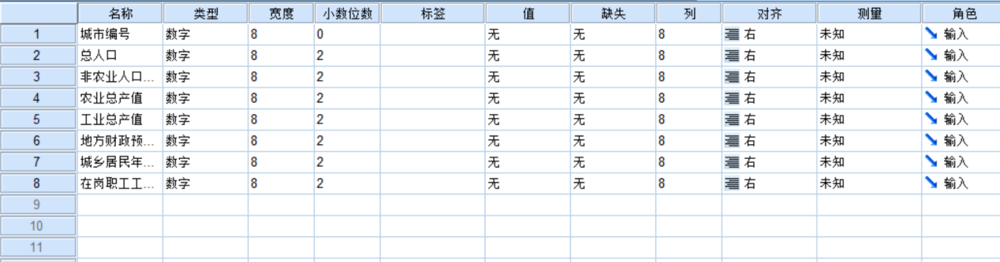 名称 类型 宽度 小数位数 标签 值 缺失 列 对齐 测量 角色
1 城市编号 数字 8 0 无 无 8 右 未知 输入
2 总人口 数字 8 2 无 无 8 右 未知 输入
3 非农业人口... 数字 8 2 无 无 8 右 未知 输入
4 农业总产值 数字 8 2 无 无 8 右 未知 输入
5 工业总产值 数字 8 2 无 无 8 右 未知 输入
6 地方财政预... 数字 8 2 无 无 8 右 未知 输入
7 城乡居民年... 数字 8 2 无 无 8 右 未知 输入
8 在岗职工工... 数字 8 2 无 无 8 右 未知 输入
9
10
11